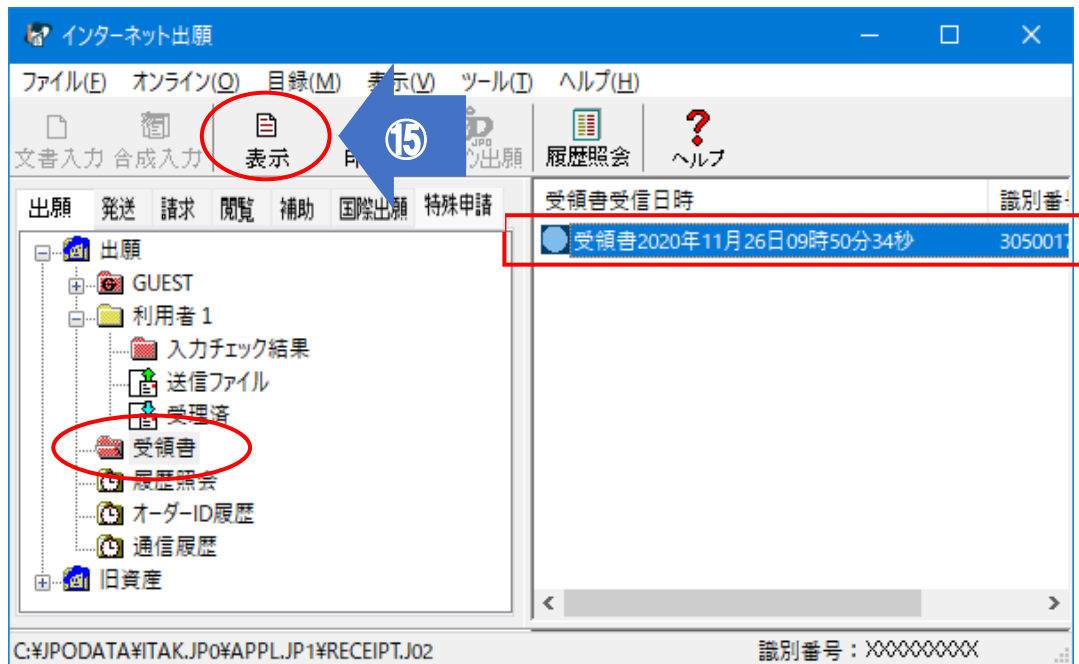 インターネット出願
ファイル(F) オンライン(O) 目録(M) 表示(V) ツール(T) ヘルプ(H)
文書入力 合成入力 表示 ⑮ 出願 履歴照会 ヘルプ
出願 発送 請求 閲覧 補助 国際出願 特殊申請
受領書受信日時 識別番
受領書2020年11月26日09時50分34秒 3050017
出願
GUEST
利用者1
入力チェック結果
送信ファイル
受理済
受領書
履歴照会
オーダーID履歴
通信履歴
旧資産
C:¥JPODATA¥ITAK.JP0¥APPL.JP1¥RECEIPT.J02 識別番号:XXXXXXXXX